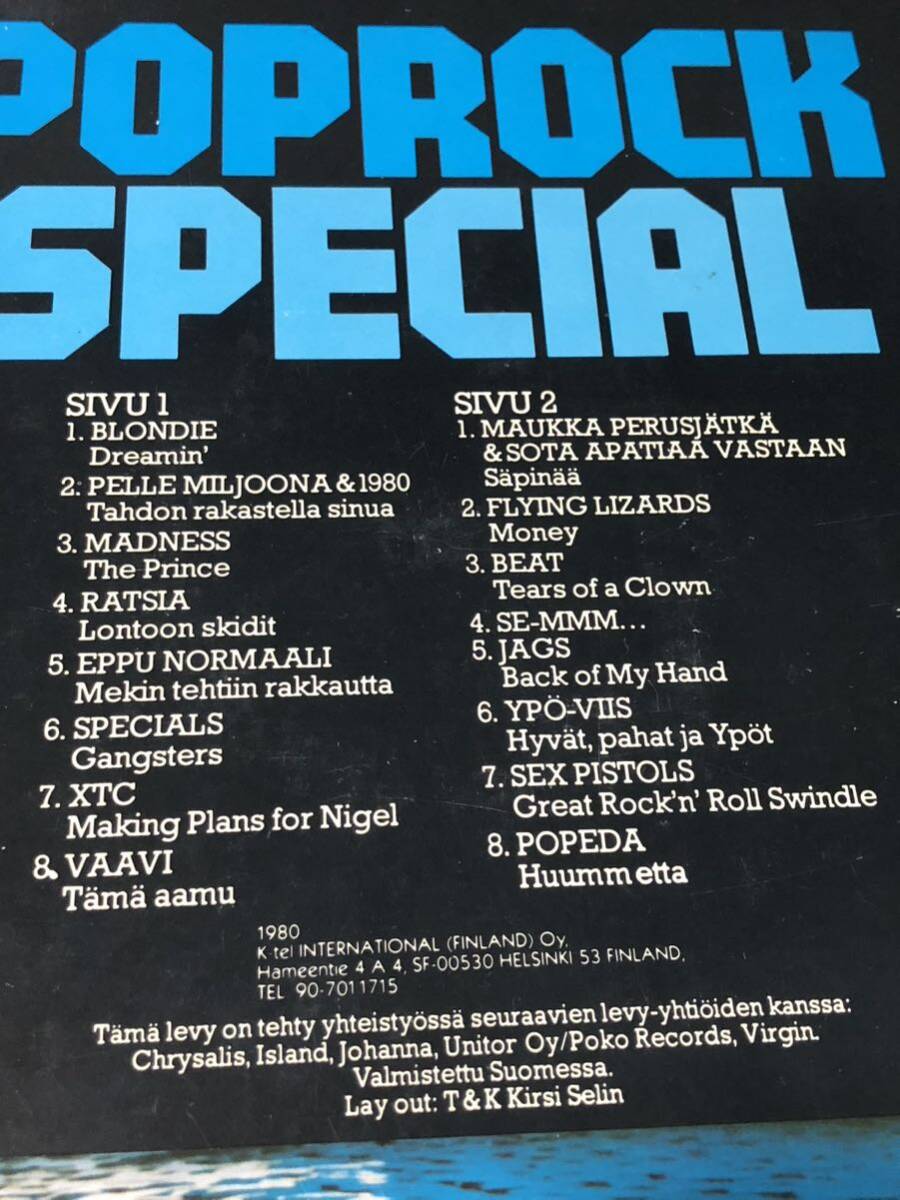 POPROCK
SPECIAL
SIVU 1
1. BLONDIE
Dreamin'
2. PELLE MILJOONA & 1980
Tahdon rakastella sinua
3. MADNESS
The Prince
4. RATSIA
Lontoon skidit
5. EPPU NORMAALI
Mekin tehtiin rakkautta
6. SPECIALS
Gangsters
7. XTC
Making Plans for Nigel
8. VAAVI
Tämä aamu
SIVU 2
1. MAUKKA PERUSJÄTKÄ
& SOTA APATIAA VASTAAN
Säpinää
2. FLYING LIZARDS
Money
3. BEAT
Tears of a Clown
4. SE-MMM...
5. JAGS
Back of My Hand
6. YPÖ-VIIS
Hyvät, pahat ja Ypöt
7. SEX PISTOLS
Great Rock'n' Roll Swindle
8. POPEDA
Huumm etta
1980
K-tel INTERNATIONAL (FINLAND) Oy.
Hameentie 4 A 4, SF-00530 HELSINKI 53 FINLAND.
TEL 90-7011715
Tämä levy on tehty yhteistyössä seuraavien levy-yhtiöiden kanssa:
Chrysalis, Island, Johanna, Unitor Oy/Poko Records, Virgin.
Valmistettu Suomessa.
Lay out: T & K Kirsi Selin